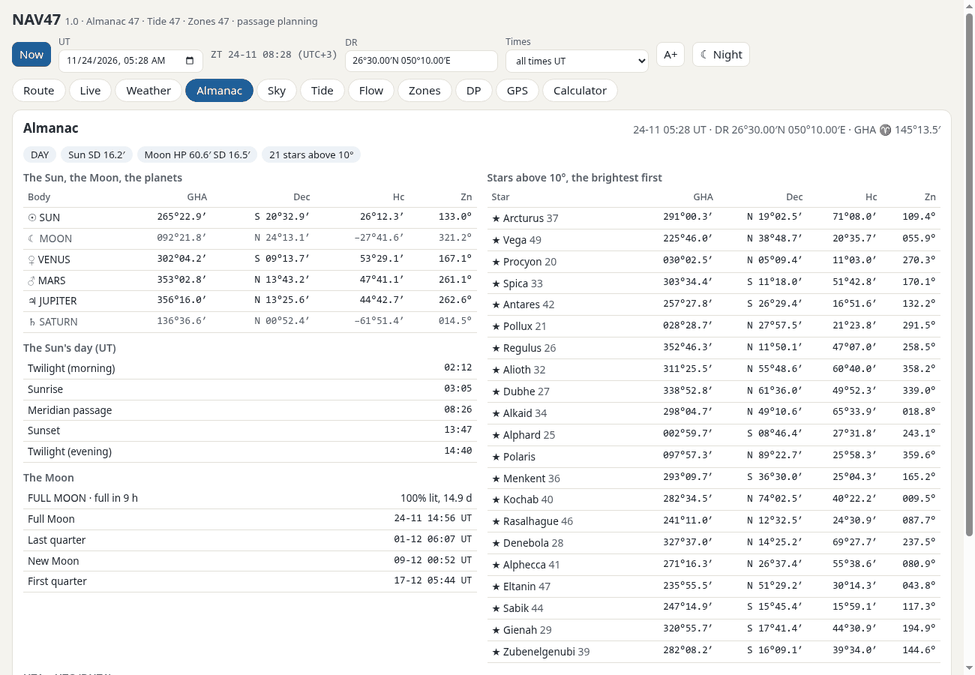 NAV47 1.0 · Almanac 47 · Tide 47 · Zones 47 · passage planning
Now
UT
11/24/2026, 05:28 AM
ZT 24-11 08:28 (UTC+3)
DR
26°30.00′N 050°10.00′E
Times
all times UT
A+
☾ Night
Route Live Weather Almanac Sky Tide Flow Zones DP GPS Calculator
Almanac
24-11 05:28 UT · DR 26°30.00′N 050°10.00′E · GHA ♈ 145°13.5′
DAY Sun SD 16.2′ Moon HP 60.6′ SD 16.5′ 21 stars above 10°
The Sun, the Moon, the planets
Body GHA Dec Hc Zn
☉ SUN 265°22.9′ S 20°32.9′ 26°12.3′ 133.0°
☾ MOON 092°21.8′ N 24°13.1′ −27°41.6′ 321.2°
♀ VENUS 302°04.2′ S 09°13.7′ 53°29.1′ 167.1°
♂ MARS 353°02.8′ N 13°43.2′ 47°41.1′ 261.1°
♃ JUPITER 356°16.0′ N 13°25.6′ 44°42.7′ 262.6°
♄ SATURN 136°36.6′ N 00°52.4′ −61°51.4′ 014.5°
The Sun's day (UT)
Twilight (morning) 02:12
Sunrise 03:05
Meridian passage 08:26
Sunset 13:47
Twilight (evening) 14:40
The Moon
FULL MOON · full in 9 h 100% lit, 14.9 d
Full Moon 24-11 14:56 UT
Last quarter 01-12 06:07 UT
New Moon 09-12 00:52 UT
First quarter 17-12 05:44 UT
Stars above 10°, the brightest first
Star GHA Dec Hc Zn
★ Arcturus 37 291°00.3′ N 19°02.5′ 71°08.0′ 109.4°
★ Vega 49 225°46.0′ N 38°48.7′ 20°35.7′ 055.9°
★ Procyon 20 030°02.5′ N 05°09.4′ 11°03.0′ 270.3°
★ Spica 33 303°34.4′ S 11°18.0′ 51°42.8′ 170.1°
★ Antares 42 257°27.8′ S 26°29.4′ 16°51.6′ 132.2°
★ Pollux 21 028°28.7′ N 27°57.5′ 21°23.8′ 291.5°
★ Regulus 26 352°46.3′ N 11°50.1′ 47°07.0′ 258.5°
★ Alioth 32 311°25.5′ N 55°48.6′ 60°40.0′ 358.2°
★ Dubhe 27 338°52.8′ N 61°36.0′ 49°52.3′ 339.0°
★ Alkaid 34 298°04.7′ N 49°10.6′ 65°33.9′ 018.8°
★ Alphard 25 002°59.7′ S 08°46.4′ 27°31.8′ 243.1°
★ Polaris 097°57.3′ N 89°22.7′ 25°58.3′ 359.6°
★ Menkent 36 293°09.7′ S 36°30.0′ 25°04.3′ 165.2°
★ Kochab 40 282°34.5′ N 74°02.5′ 40°22.2′ 009.5°
★ Rasalhague 46 241°11.0′ N 12°32.5′ 24°30.9′ 087.7°
★ Denebola 28 327°37.0′ N 14°25.2′ 69°27.7′ 237.5°
★ Alphecca 41 271°16.3′ N 26°37.4′ 55°38.6′ 080.9°
★ Eltanin 47 235°55.5′ N 51°29.2′ 30°14.3′ 043.8°
★ Sabik 44 247°14.9′ S 15°45.4′ 15°59.1′ 117.3°
★ Gienah 29 320°55.7′ S 17°41.4′ 44°30.9′ 194.9°
★ Zubenelgenubi 39 282°08.2′ S 16°09.1′ 39°34.0′ 144.6°